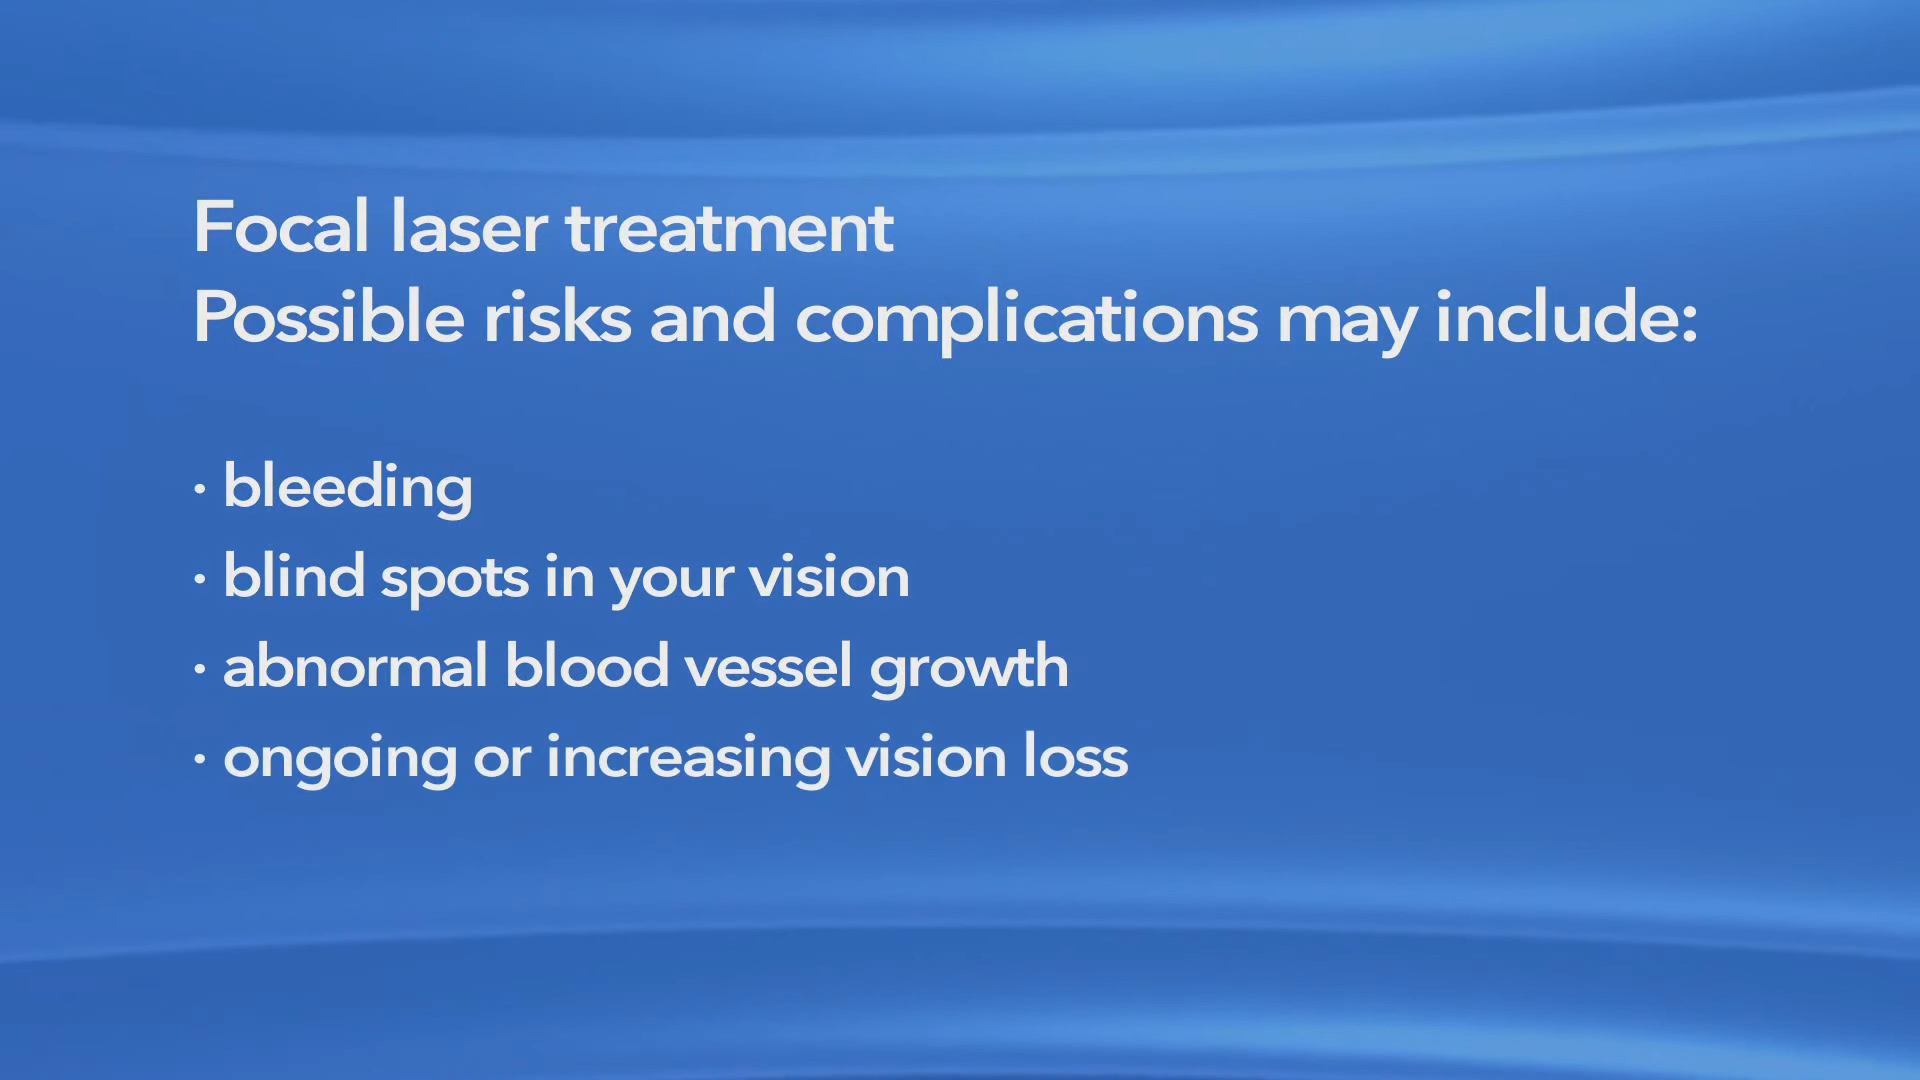 Focal laser treatment
Possible risks and complications may include:
· bleeding
· blind spots in your vision
· abnormal blood vessel growth
· ongoing or increasing vision loss